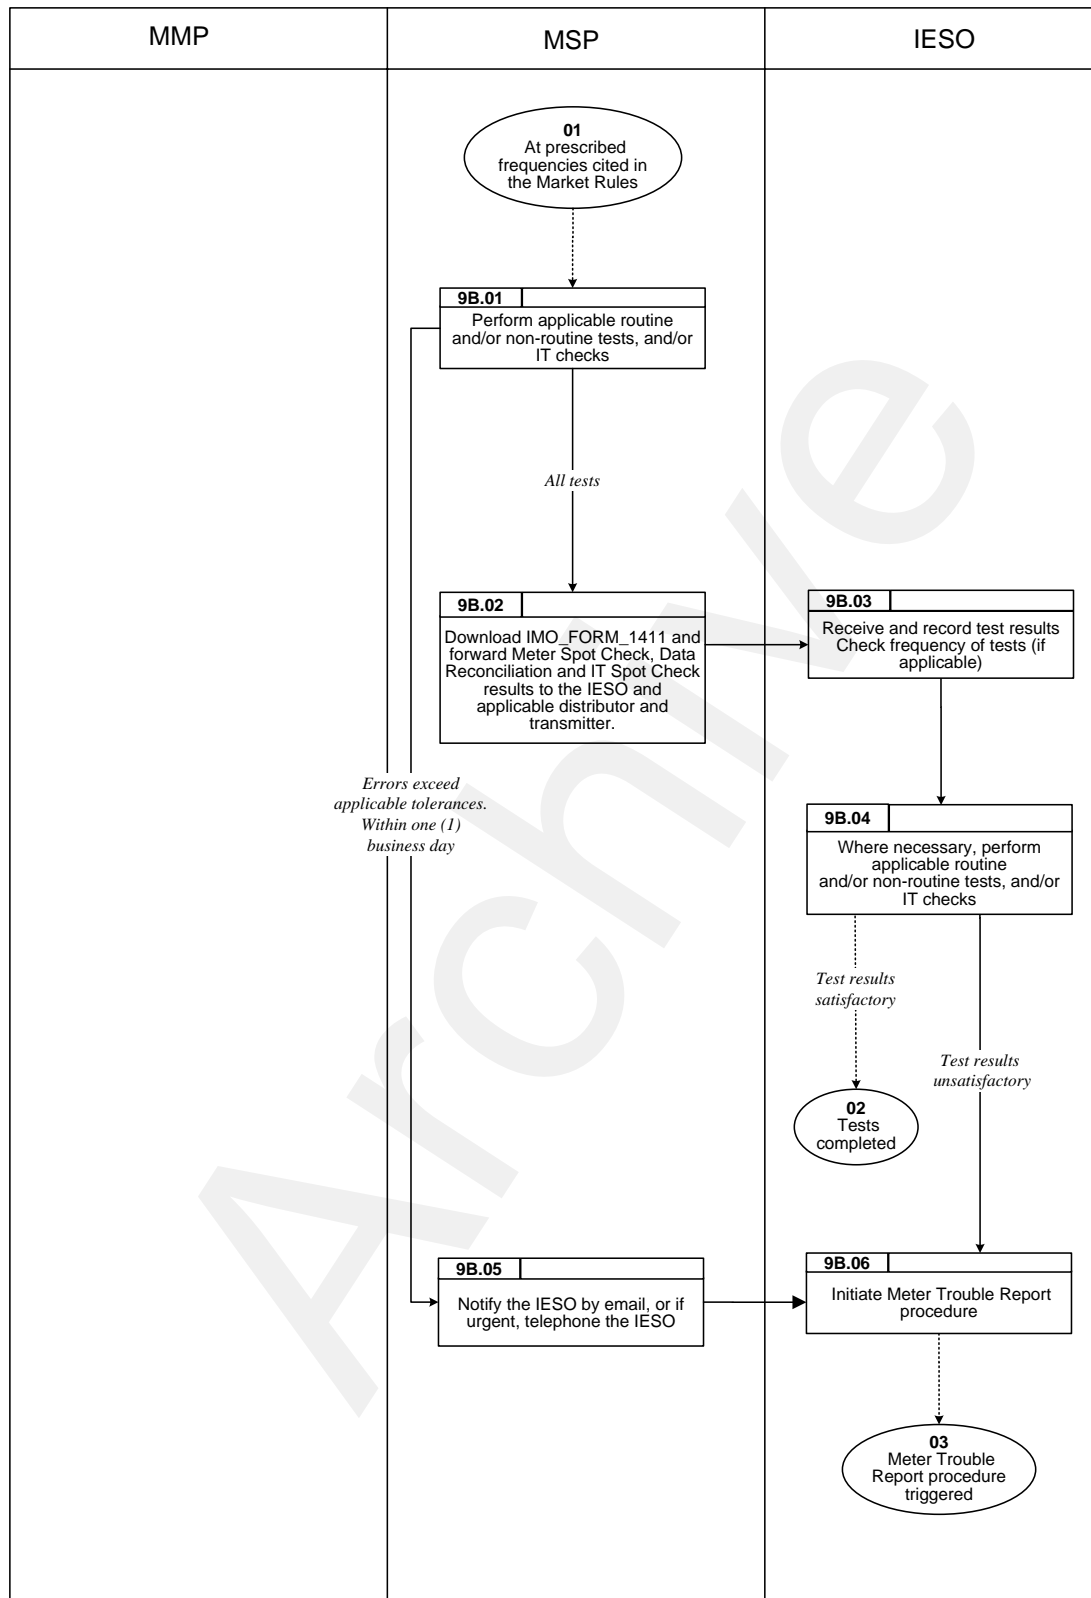 MMP
MSP
IESO
01
At prescribed
frequencies cited in
the Market Rules
9B.01
Perform applicable routine
and/or non-routine tests, and/or
IT checks
All tests
9B.02
Download IMO_FORM_1411 and
forward Meter Spot Check, Data
Reconciliation and IT Spot Check
results to the IESO and
applicable distributor and
transmitter.
9B.03
Receive and record test results
Check frequency of tests (if
applicable)
Errors exceed
applicable tolerances.
Within one (1)
business day
9B.04
Where necessary, perform
applicable routine
and/or non-routine tests, and/or
IT checks
Test results
satisfactory
Test results
unsatisfactory
02
Tests
completed
9B.05
Notify the IESO by email, or if
urgent, telephone the IESO
9B.06
Initiate Meter Trouble Report
procedure
03
Meter Trouble
Report procedure
triggered
Archive